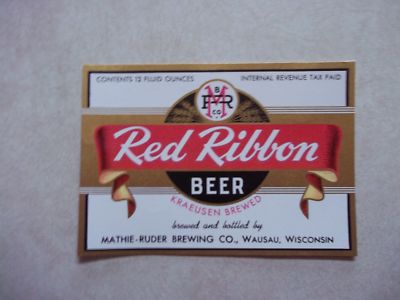 CONTENTS 12 FLUID OUNCES INTERNAL REVENUE TAX PAID
B
M R
CO
Red Ribbon
BEER
KRAEUSEN BREWED
brewed and bottled by
MATHIE-RUDER BREWING CO., WAUSAU, WISCONSIN